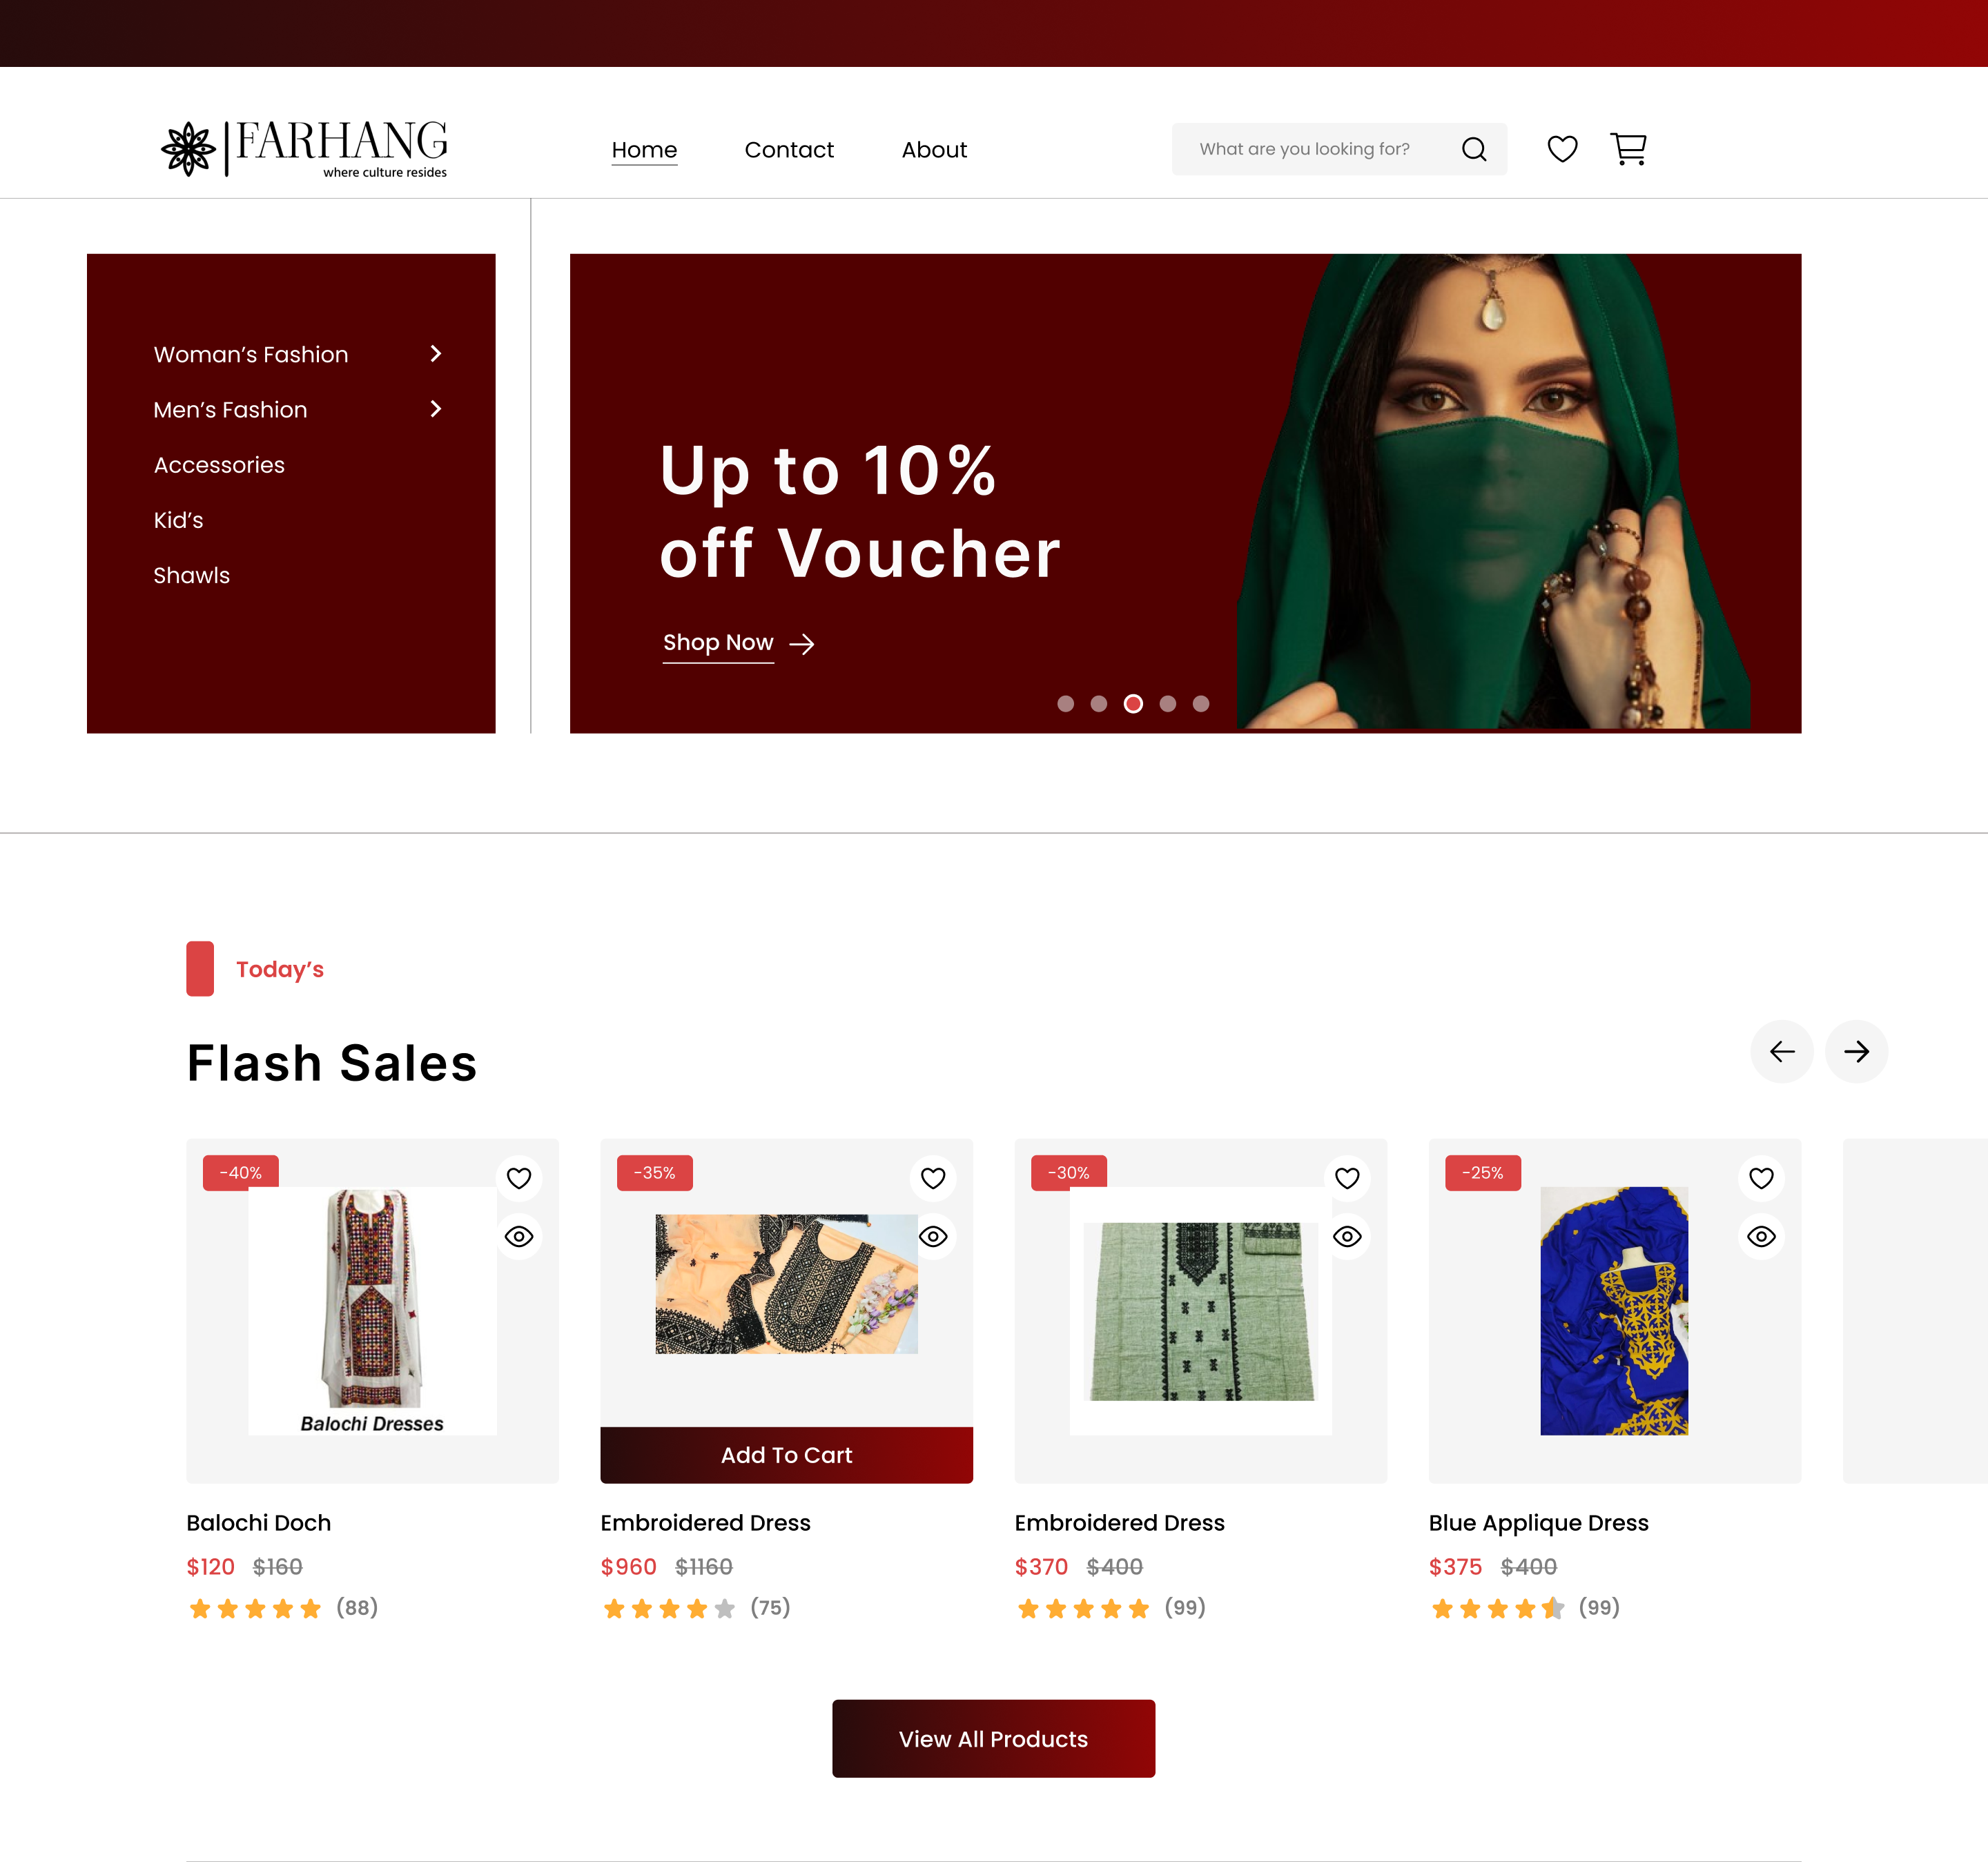 FARHANG
where culture resides
Home
Contact
About
What are you looking for?
Woman’s Fashion
Men’s Fashion
Accessories
Kid’s
Shawls
Up to 10%
off Voucher
Shop Now
Today’s
Flash Sales
-40%
-35%
-30%
-25%
Balochi Dresses
Add To Cart
Balochi Doch
$120 $160
(88)
Embroidered Dress
$960 $1160
(75)
Embroidered Dress
$370 $400
(99)
Blue Applique Dress
$375 $400
(99)
View All Products